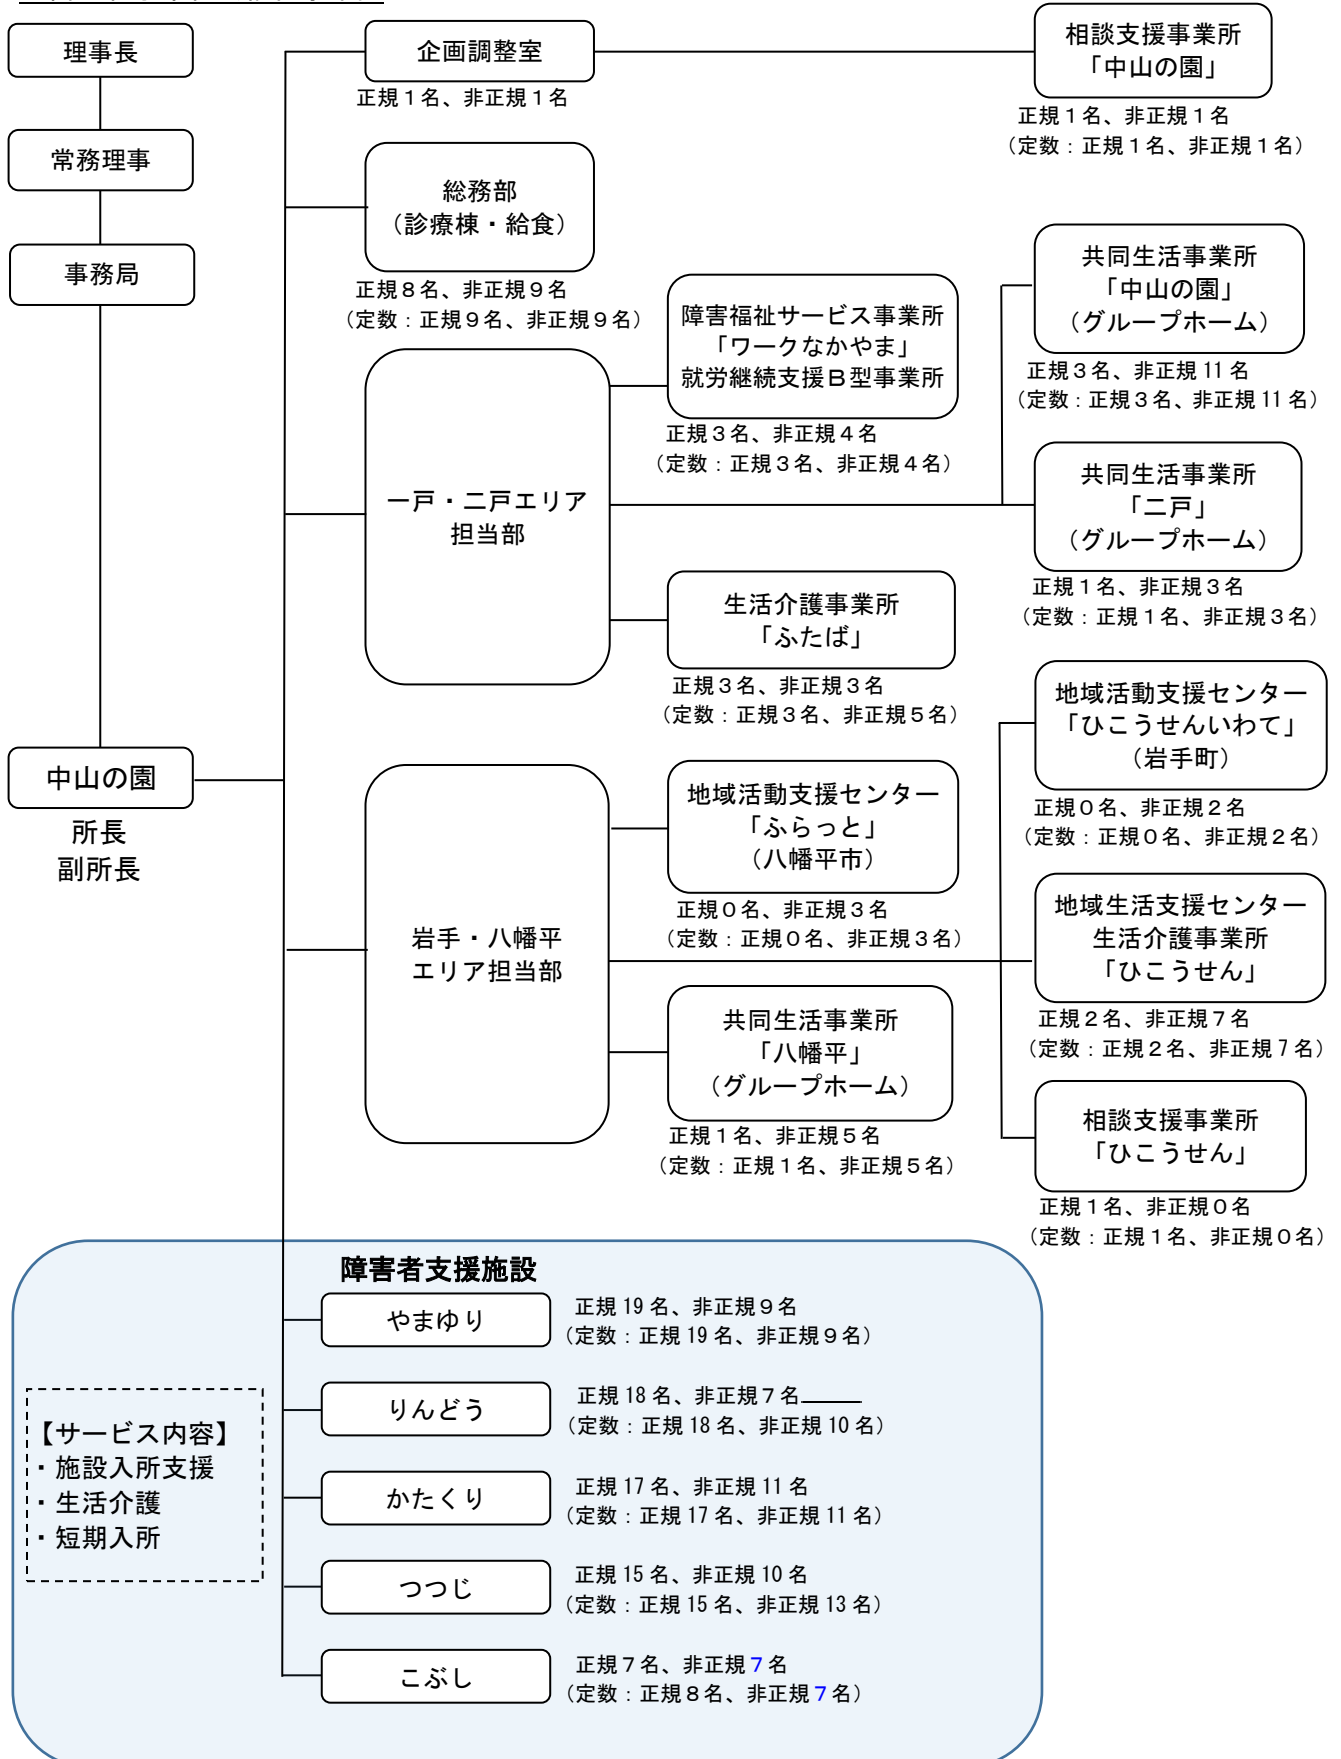 理事長
常務理事
事務局
中山の園
所長
副所長
企画調整室
正規1名、非正規1名
相談支援事業所
「中山の園」
正規1名、非正規1名
（定数：正規1名、非正規1名）
総務部
（診療棟・給食）
正規8名、非正規9名
（定数：正規9名、非正規9名）
一戸・二戸エリア
担当部
障害福祉サービス事業所
「ワークなかやま」
就労継続支援B型事業所
正規3名、非正規4名
（定数：正規3名、非正規4名）
共同生活事業所
「中山の園」
（グループホーム）
正規3名、非正規11名
（定数：正規3名、非正規11名）
共同生活事業所
「二戸」
（グループホーム）
正規1名、非正規3名
（定数：正規1名、非正規3名）
生活介護事業所
「ふたば」
正規3名、非正規3名
（定数：正規3名、非正規5名）
岩手・八幡平
エリア担当部
地域活動支援センター
「ふらっと」
（八幡平市）
正規0名、非正規3名
（定数：正規0名、非正規3名）
共同生活事業所
「八幡平」
（グループホーム）
正規1名、非正規5名
（定数：正規1名、非正規5名）
地域活動支援センター
「ひこうせんいわて」
（岩手町）
正規0名、非正規2名
（定数：正規0名、非正規2名）
地域生活支援センター
生活介護事業所
「ひこうせん」
正規2名、非正規7名
（定数：正規2名、非正規7名）
相談支援事業所
「ひこうせん」
正規1名、非正規0名
（定数：正規1名、非正規0名）
障害者支援施設
やまゆり
正規19名、非正規9名
（定数：正規19名、非正規9名）
りんどう
正規18名、非正規7名
（定数：正規18名、非正規10名）
かたくり
正規17名、非正規11名
（定数：正規17名、非正規11名）
つつじ
正規15名、非正規10名
（定数：正規15名、非正規13名）
こぶし
正規7名、非正規7名
（定数：正規8名、非正規7名）
【サービス内容】
・施設入所支援
・生活介護
・短期入所